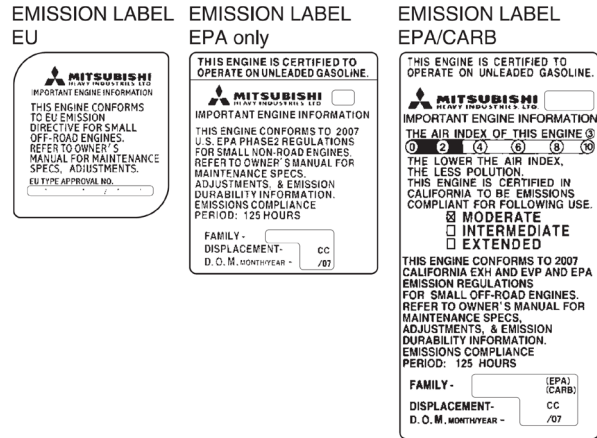 EMISSION LABEL
EU
MITSUBISHI
HEAVY INDUSTRIES LTD
IMPORTANT ENGINE INFORMATION
THIS ENGINE CONFORMS
TO EU EMISSION
DIRECTIVE FOR SMALL
OFF-ROAD ENGINES.
REFER TO OWNER'S
MANUAL FOR MAINTENANCE
SPECS, ADJUSTMENTS.
EU TYPE APPROVAL NO.
EMISSION LABEL
EPA only
THIS ENGINE IS CERTIFIED TO
OPERATE ON UNLEADED GASOLINE.
MITSUBISHI
HEAVY INDUSTRIES LTD
IMPORTANT ENGINE INFORMATION
THIS ENGINE CONFORMS TO 2007
U.S. EPA PHASE2 REGULATIONS
FOR SMALL NON-ROAD ENGINES.
REFER TO OWNER'S MANUAL FOR
MAINTENANCE SPECS,
ADJUSTMENTS, & EMISSION
DURABILITY INFORMATION.
EMISSIONS COMPLIANCE
PERIOD: 125 HOURS
FAMILY -
DISPLACEMENT- CC
D. O. M. MONTH/YEAR - /07
EMISSION LABEL
EPA/CARB
THIS ENGINE IS CERTIFIED TO
OPERATE ON UNLEADED GASOLINE.
MITSUBISHI
HEAVY INDUSTRIES LTD.
IMPORTANT ENGINE INFORMATION
THE AIR INDEX OF THIS ENGINE ③
0 2 4 6 8 10
THE LOWER THE AIR INDEX,
THE LESS POLUTION.
THIS ENGINE IS CERTIFIED IN
CALIFORNIA TO BE EMISSIONS
COMPLIANT FOR FOLLOWING USE.
☒ MODERATE
☐ INTERMEDIATE
☐ EXTENDED
THIS ENGINE CONFORMS TO 2007
CALIFORNIA EXH AND EVP AND EPA
EMISSION REGULATIONS
FOR SMALL OFF-ROAD ENGINES.
REFER TO OWNER'S MANUAL FOR
MAINTENANCE SPECS,
ADJUSTMENTS, & EMISSION
DURABILITY INFORMATION.
EMISSIONS COMPLIANCE
PERIOD: 125 HOURS
FAMILY - (EPA)
(CARB)
DISPLACEMENT- CC
D. O. M. MONTH/YEAR - /07